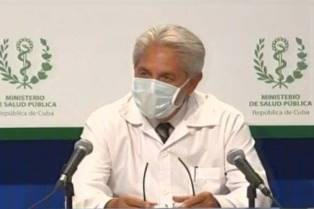 MINISTERIO
DE SALUD PÚBLICA
República de Cuba
MINISTERIO
DE SALUD PÚBLICA
República de Cuba